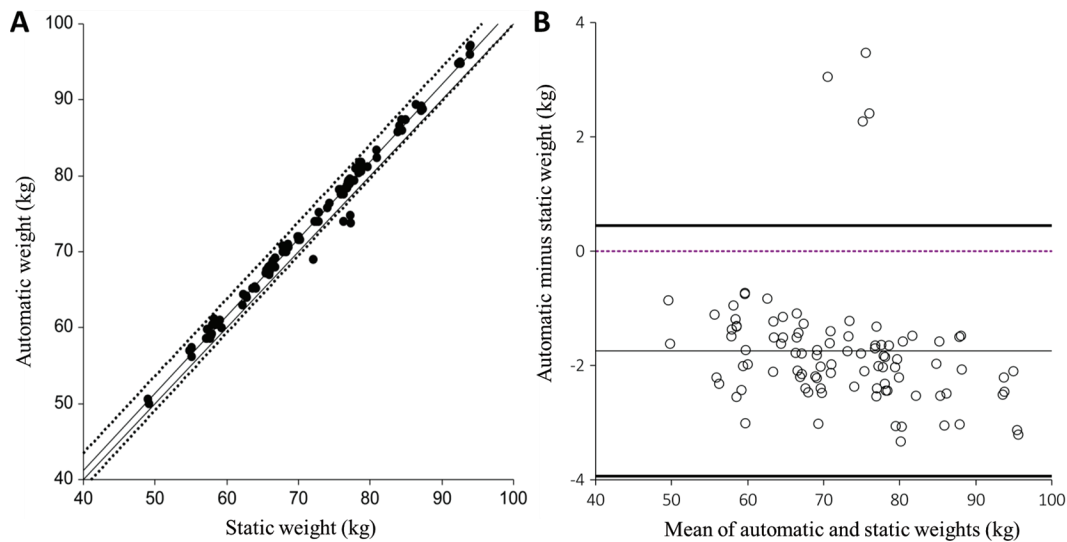 A
B
100
90
80
70
60
50
40
Automatic weight (kg)
40 50 60 70 80 90 100
Static weight (kg)
4
2
0
-2
-4
Automatic minus static weight (kg)
40 50 60 70 80 90 100
Mean of automatic and static weights (kg)